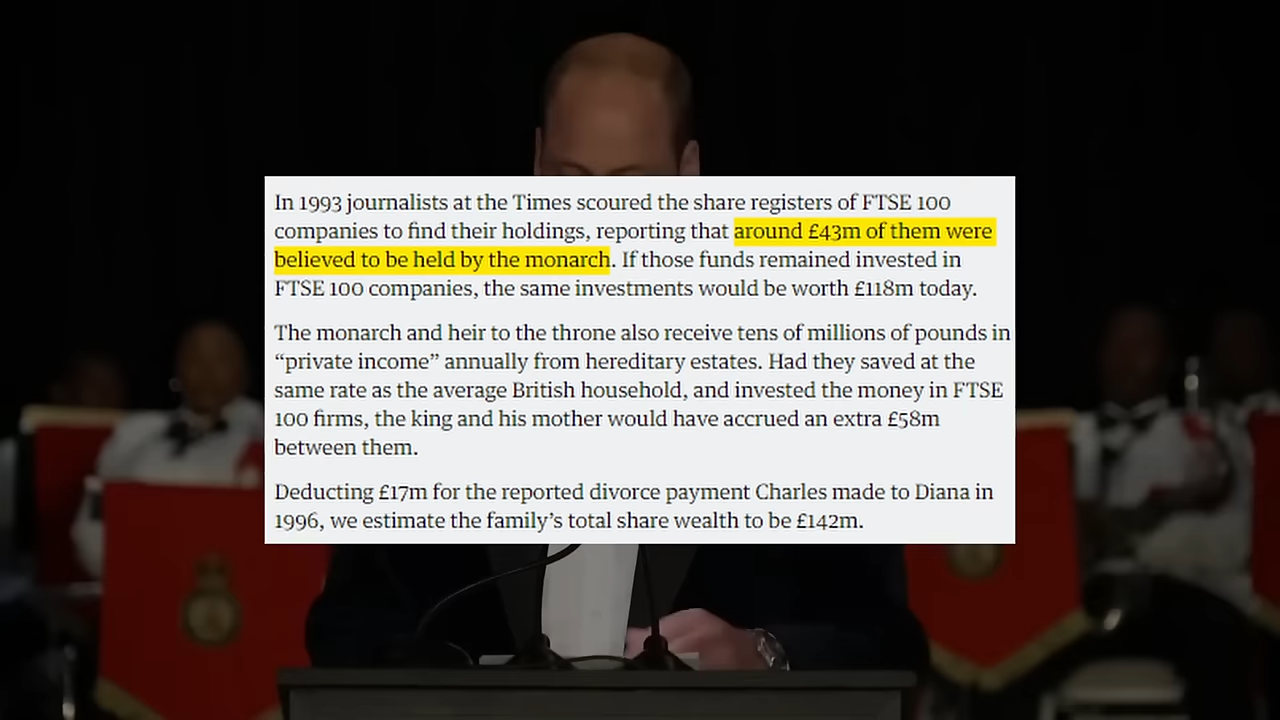 In 1993 journalists at the Times scoured the share registers of FTSE 100
companies to find their holdings, reporting that around £43m of them were
believed to be held by the monarch. If those funds remained invested in
FTSE 100 companies, the same investments would be worth £118m today.
The monarch and heir to the throne also receive tens of millions of pounds in
“private income” annually from hereditary estates. Had they saved at the
same rate as the average British household, and invested the money in FTSE
100 firms, the king and his mother would have accrued an extra £58m
between them.
Deducting £17m for the reported divorce payment Charles made to Diana in
1996, we estimate the family’s total share wealth to be £142m.